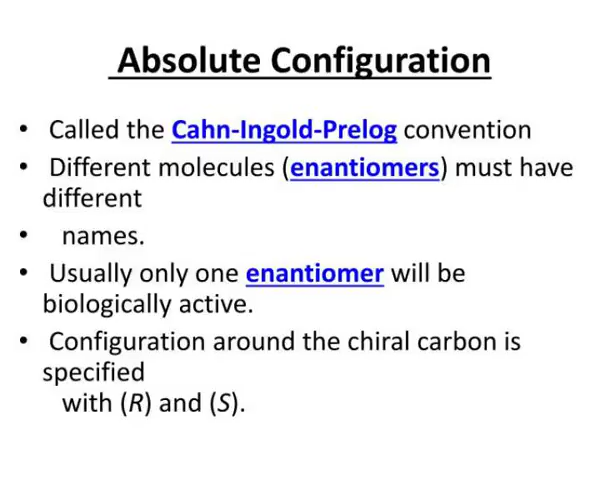 Absolute Configuration
• Called the Cahn-Ingold-Prelog convention
• Different molecules (enantiomers) must have
different
• names.
• Usually only one enantiomer will be
biologically active.
• Configuration around the chiral carbon is
specified
with (R) and (S).